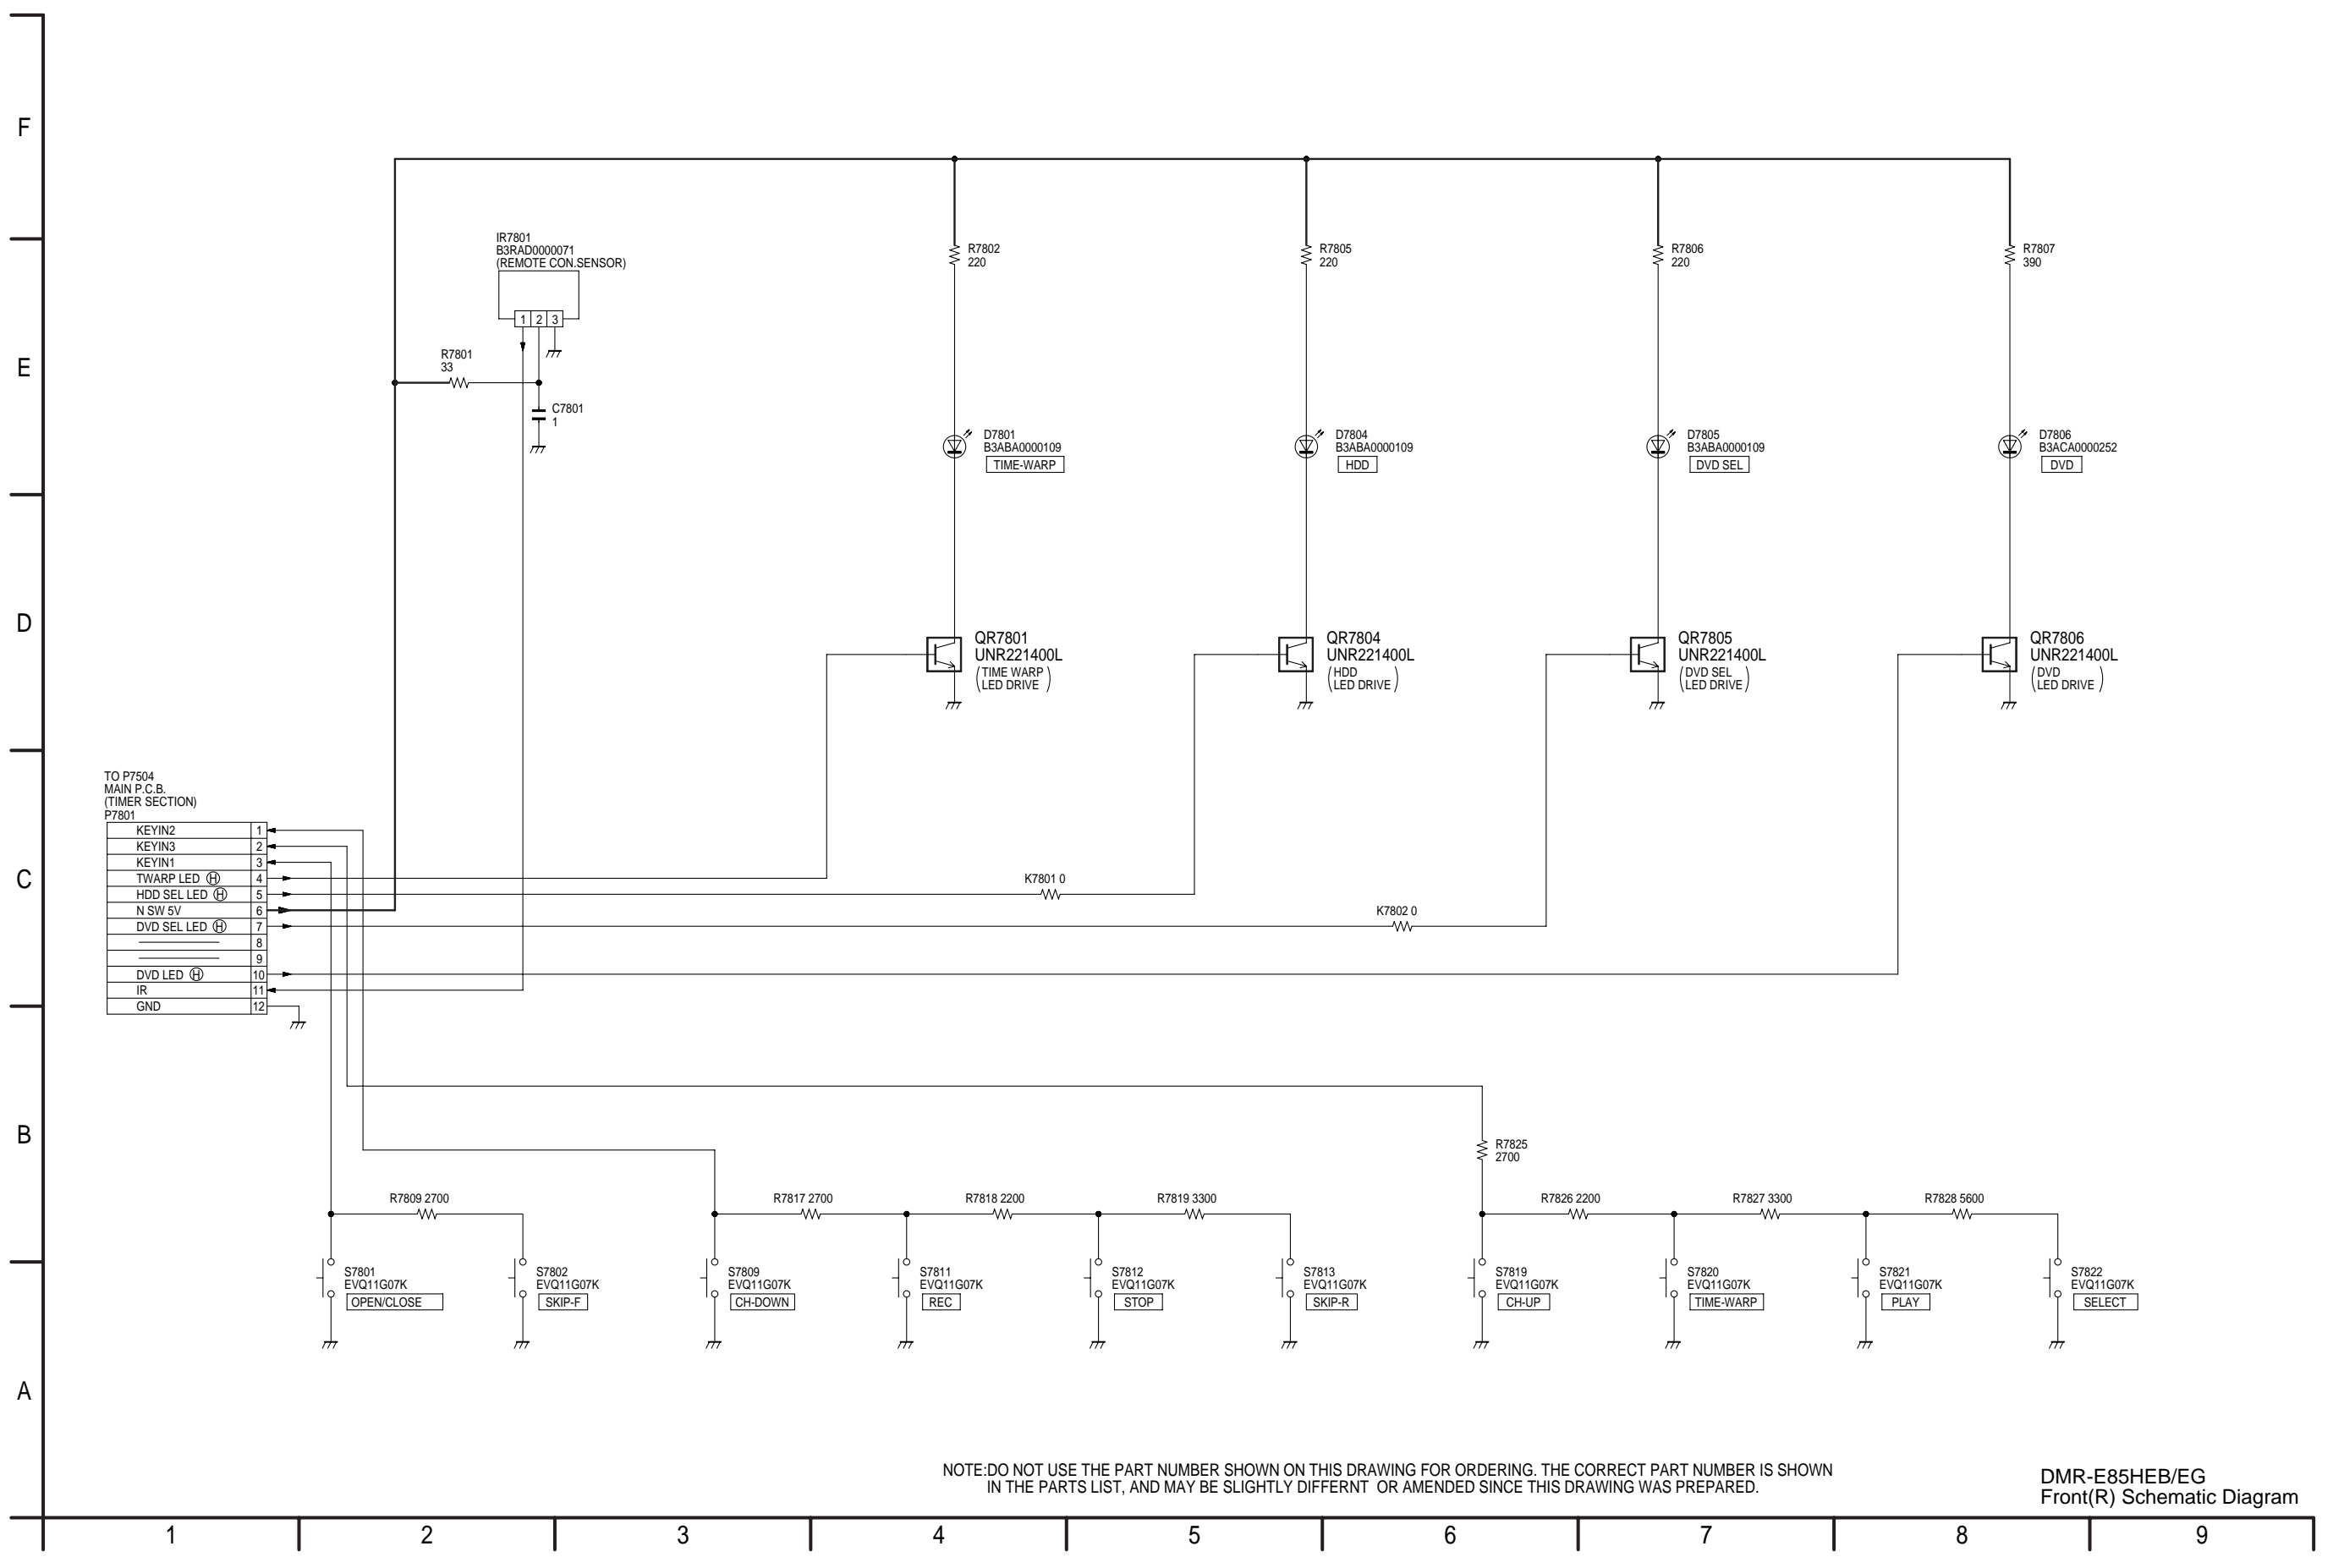 F
E
D
C
B
A
IR7801
B3RAD0000071
(REMOTE CON.SENSOR)
1 2 3
R7801
33
C7801
1
R7802
220
R7805
220
R7806
220
R7807
390
D7801
B3ABA0000109
TIME-WARP
D7804
B3ABA0000109
HDD
D7805
B3ABA0000109
DVD SEL
D7806
B3ACA0000252
DVD
QR7801
UNR221400L
(TIME WARP
LED DRIVE)
QR7804
UNR221400L
(HDD
LED DRIVE)
QR7805
UNR221400L
(DVD SEL
LED DRIVE)
QR7806
UNR221400L
(DVD
LED DRIVE)
TO P7504
MAIN P.C.B.
(TIMER SECTION)
P7801
KEYIN2 1
KEYIN3 2
KEYIN1 3
TWARP LED Ⓗ 4
HDD SEL LED Ⓗ 5
N SW 5V 6
DVD SEL LED Ⓗ 7
8
9
DVD LED Ⓗ 10
IR 11
GND 12
K7801 0
K7802 0
R7825
2700
R7809 2700
R7817 2700
R7818 2200
R7819 3300
R7826 2200
R7827 3300
R7828 5600
S7801
EVQ11G07K
OPEN/CLOSE
S7802
EVQ11G07K
SKIP-F
S7809
EVQ11G07K
CH-DOWN
S7811
EVQ11G07K
REC
S7812
EVQ11G07K
STOP
S7813
EVQ11G07K
SKIP-R
S7819
EVQ11G07K
CH-UP
S7820
EVQ11G07K
TIME-WARP
S7821
EVQ11G07K
PLAY
S7822
EVQ11G07K
SELECT
NOTE:DO NOT USE THE PART NUMBER SHOWN ON THIS DRAWING FOR ORDERING. THE CORRECT PART NUMBER IS SHOWN
IN THE PARTS LIST, AND MAY BE SLIGHTLY DIFFERNT OR AMENDED SINCE THIS DRAWING WAS PREPARED.
DMR-E85HEB/EG
Front(R) Schematic Diagram
1 2 3 4 5 6 7 8 9